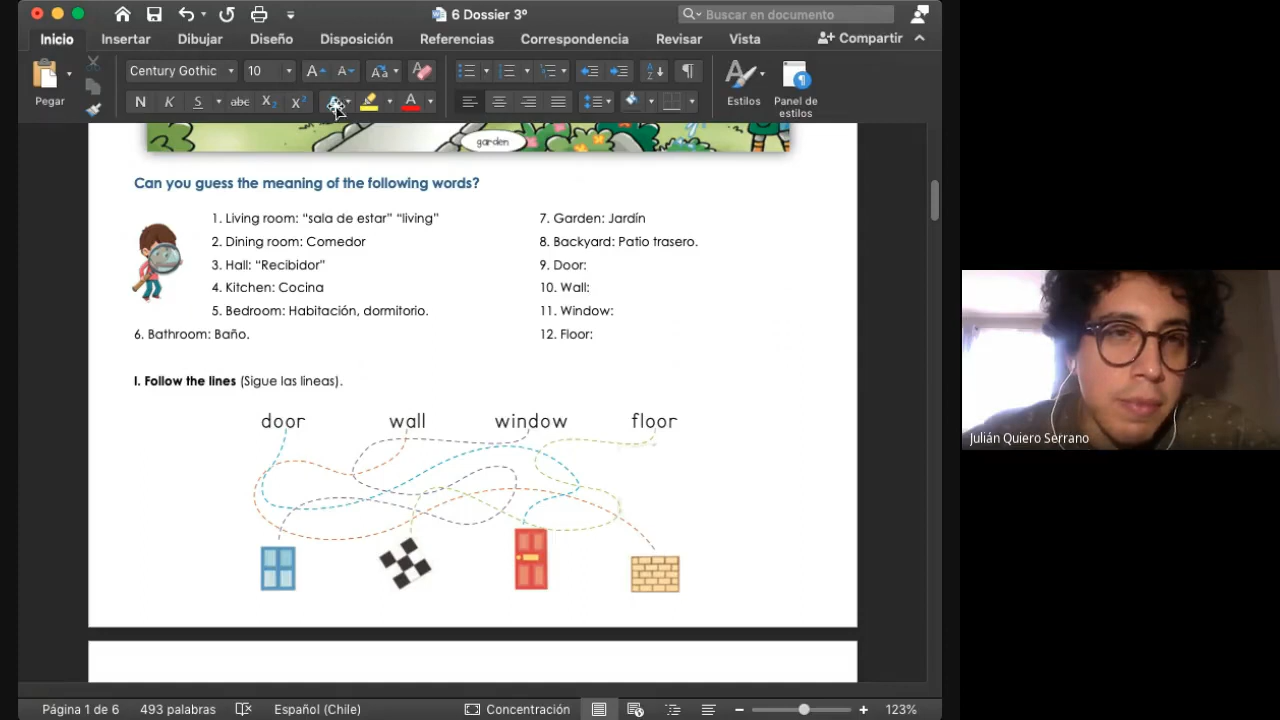 6 Dossier 3º
Buscar en documento
Inicio
Insertar
Dibujar
Diseño
Disposición
Referencias
Correspondencia
Revisar
Vista
Compartir
Pegar
Century Gothic
10
N K S abc X₂ X²
Estilos
Panel de
estilos
garden
Can you guess the meaning of the following words?
1. Living room: “sala de estar” “living”
2. Dining room: Comedor
3. Hall: “Recibidor”
4. Kitchen: Cocina
5. Bedroom: Habitación, dormitorio.
6. Bathroom: Baño.
7. Garden: Jardín
8. Backyard: Patio trasero.
9. Door:
10. Wall:
11. Window:
12. Floor:
I. Follow the lines (Sigue las lineas).
door wall window floor
Julián Quiero Serrano
Página 1 de 6
493 palabras
Español (Chile)
Concentración
123%